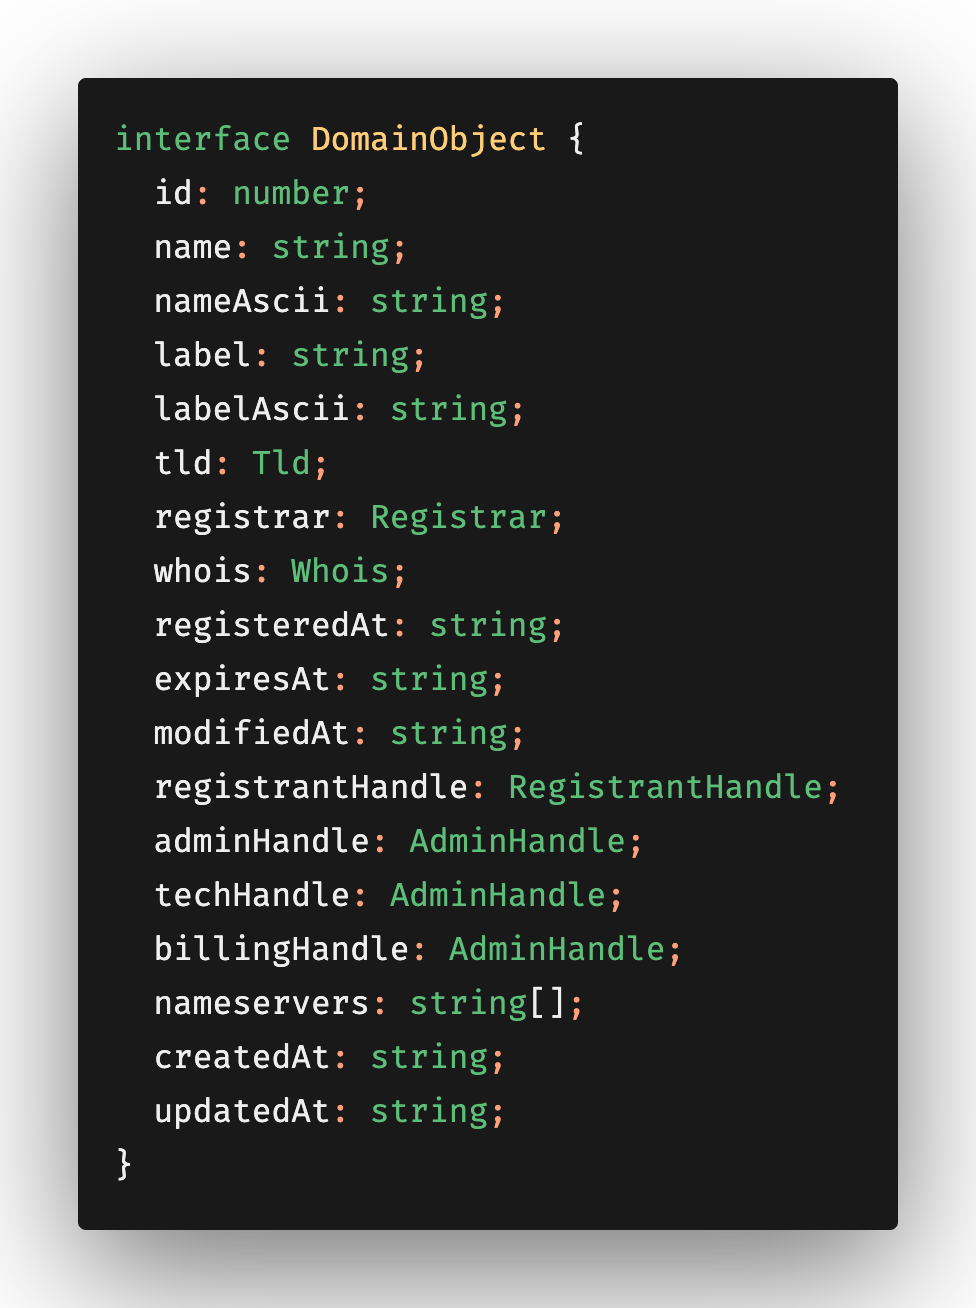 interface DomainObject {
  id: number;
  name: string;
  nameAscii: string;
  label: string;
  labelAscii: string;
  tld: Tld;
  registrar: Registrar;
  whois: Whois;
  registeredAt: string;
  expiresAt: string;
  modifiedAt: string;
  registrantHandle: RegistrantHandle;
  adminHandle: AdminHandle;
  techHandle: AdminHandle;
  billingHandle: AdminHandle;
  nameservers: string[];
  createdAt: string;
  updatedAt: string;
}